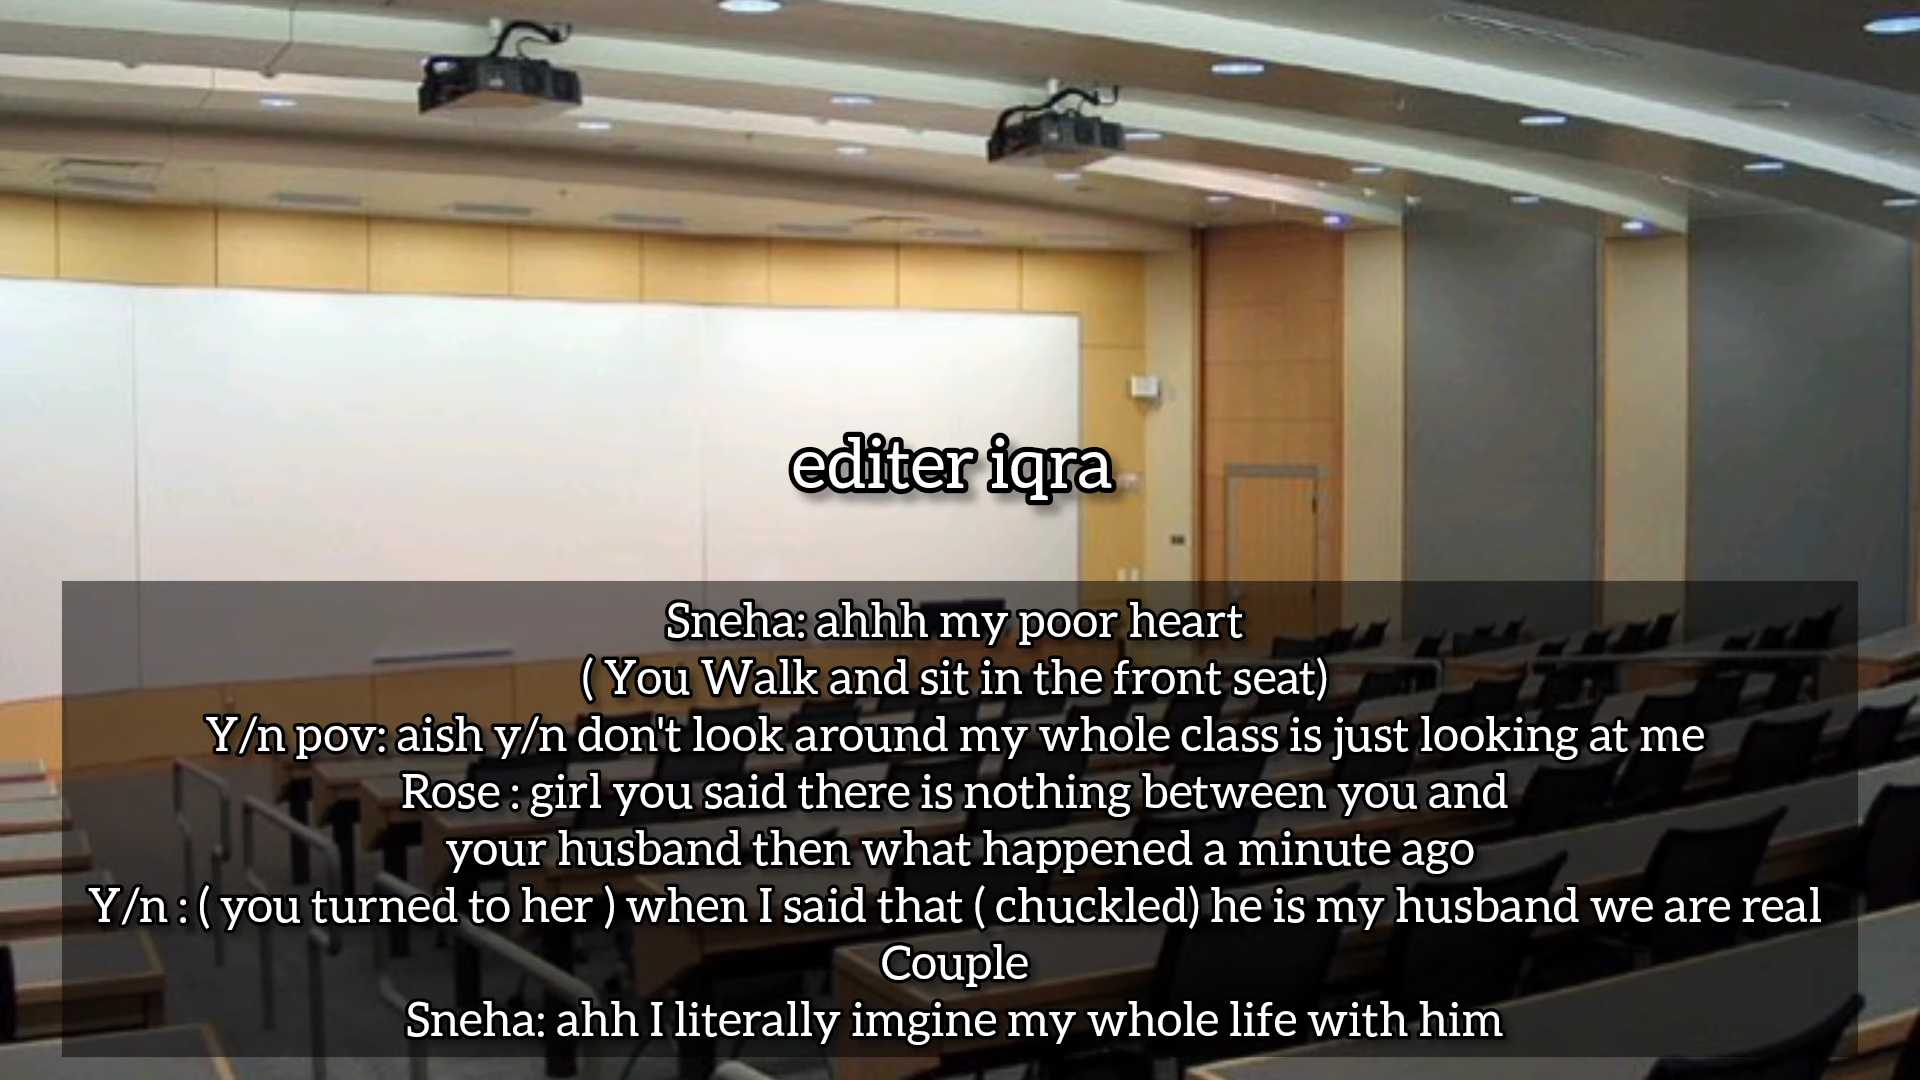 editer iqra
Sneha: ahhh my poor heart
( You Walk and sit in the front seat)
Y/n pov: aish y/n don't look around my whole class is just looking at me
Rose : girl you said there is nothing between you and
your husband then what happened a minute ago
Y/n : ( you turned to her ) when I said that ( chuckled) he is my husband we are real
Couple
Sneha: ahh I literally imgine my whole life with him